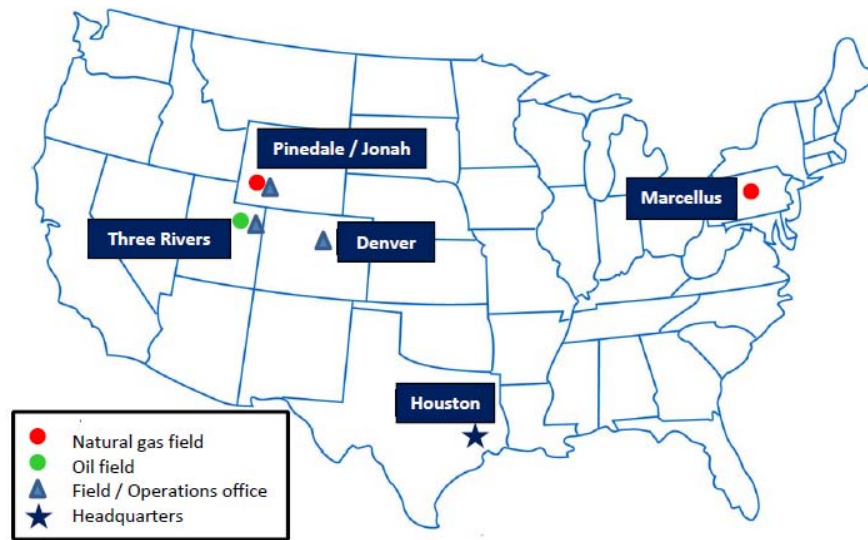 Pinedale / Jonah
Marcellus
Three Rivers
Denver
Houston
Natural gas field
Oil field
Field / Operations office
Headquarters